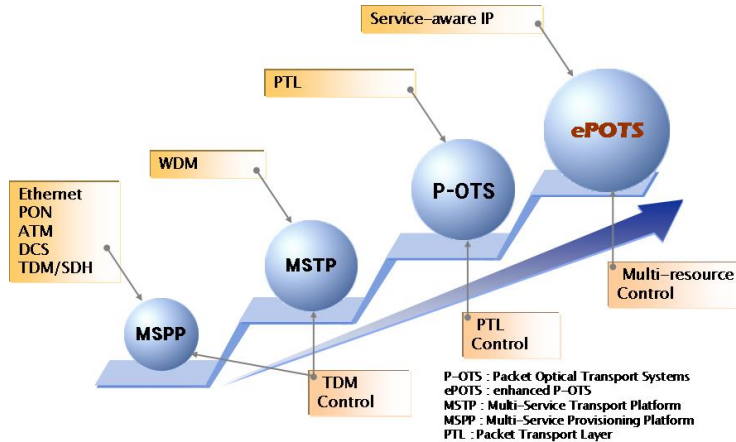 Service-aware IP
PTL
ePOTS
WDM
P-OTS
Ethernet
PON
ATM
DCS
TDM/SDH
MSTP
Multi-resource
Control
MSPP
PTL
Control
TDM
Control
P-OTS : Packet Optical Transport Systems
ePOTS : enhanced P-OTS
MSTP : Multi-Service Transport Platform
MSPP : Multi-Service Provisioning Platform
PTL : Packet Transport Layer